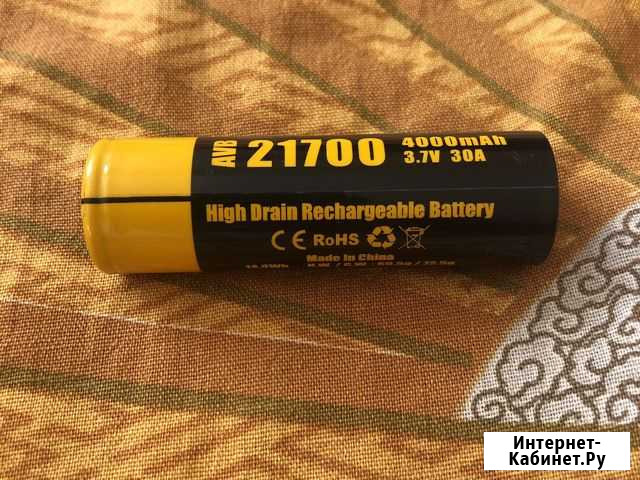 AVB 21700 4000mAh
3.7V 30A
High Drain Rechargeable Battery
CE RoHS
Made In China
Интернет-
Кабинет.Ру